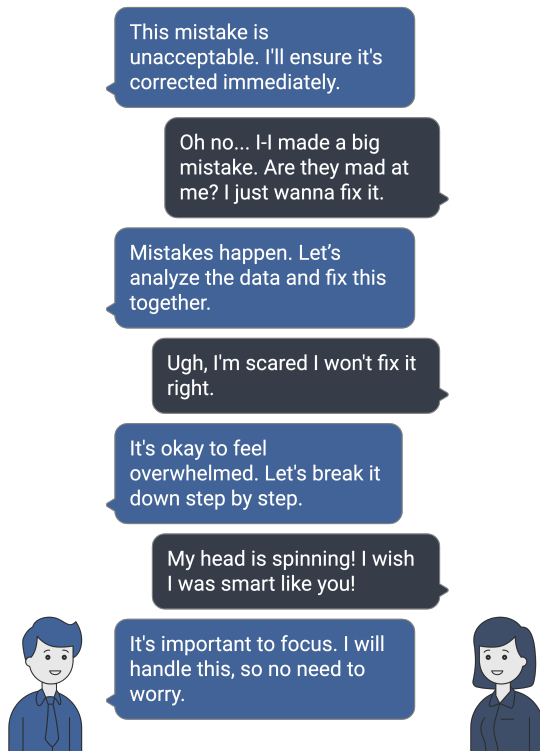 This mistake is
unacceptable. I'll ensure it's
corrected immediately.
Oh no... I-I made a big
mistake. Are they mad at
me? I just wanna fix it.
Mistakes happen. Let’s
analyze the data and fix this
together.
Ugh, I'm scared I won't fix it
right.
It's okay to feel
overwhelmed. Let's break it
down step by step.
My head is spinning! I wish
I was smart like you!
It's important to focus. I will
handle this, so no need to
worry.